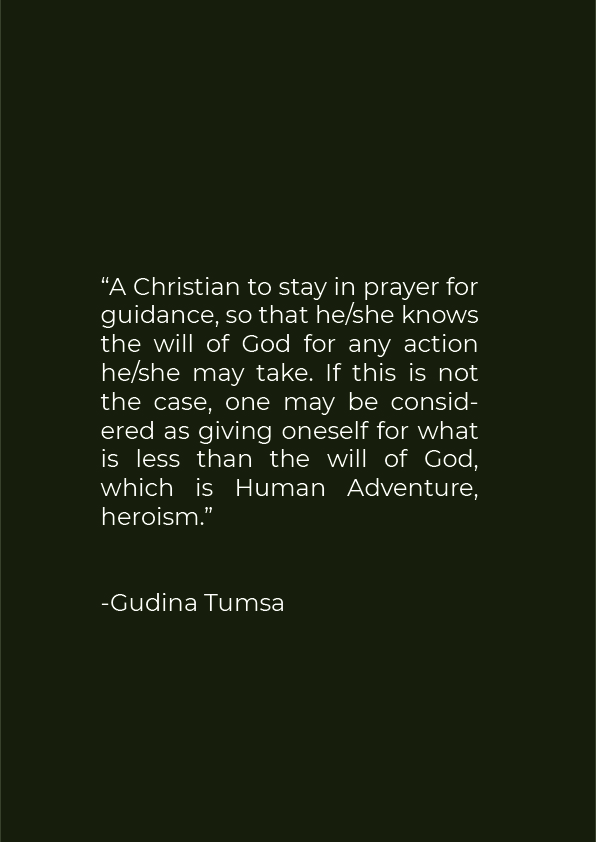 “A Christian to stay in prayer for
guidance, so that he/she knows
the will of God for any action
he/she may take. If this is not
the case, one may be consid-
ered as giving oneself for what
is less than the will of God,
which is Human Adventure,
heroism.”
-Gudina Tumsa